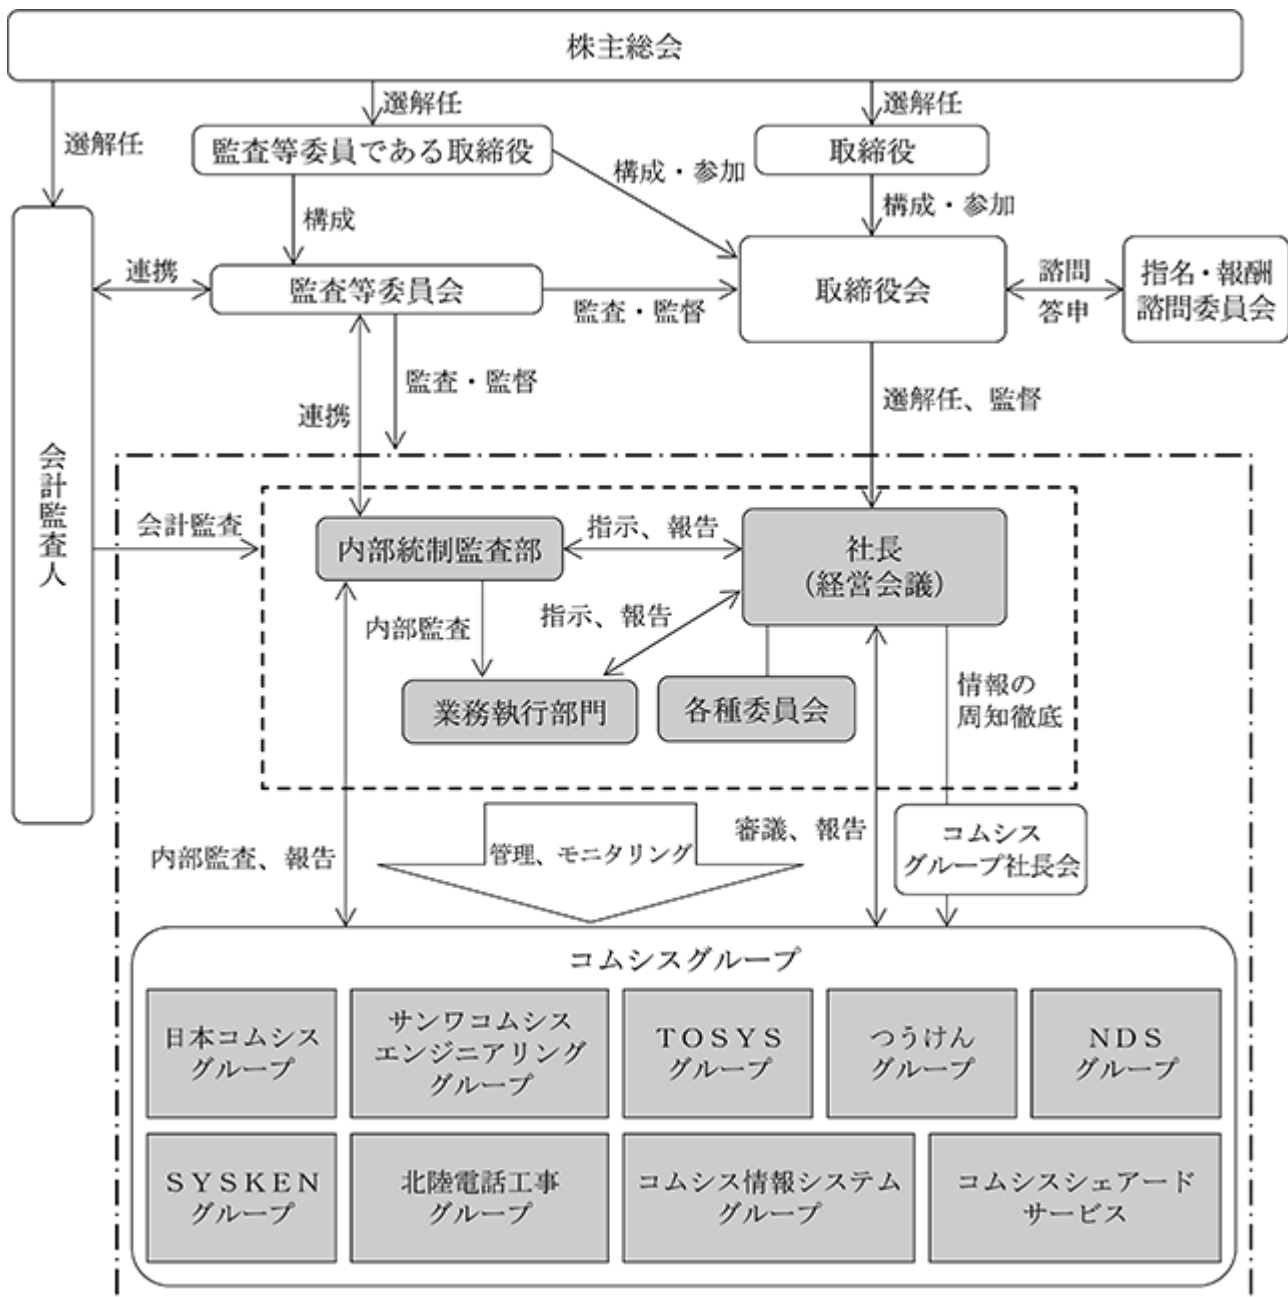 株主総会
選解任
選解任
選解任
監査等委員である取締役
取締役
構成・参加
構成・参加
構成
連携
監査等委員会
監査・監督
取締役会
諮問
答申
指名・報酬
諮問委員会
監査・監督
連携
選解任、監督
会計監査人
会計監査
内部統制監査部
指示、報告
社長
（経営会議）
内部監査
指示、報告
業務執行部門
各種委員会
情報の
周知徹底
内部監査、報告
管理、モニタリング
審議、報告
コムシス
グループ社長会
コムシスグループ
日本コムシス
グループ
サンワコムシス
エンジニアリング
グループ
ＴＯＳＹＳ
グループ
つうけん
グループ
ＮＤＳ
グループ
ＳＹＳＫＥＮ
グループ
北陸電話工事
グループ
コムシス情報システム
グループ
コムシスシェアード
サービス